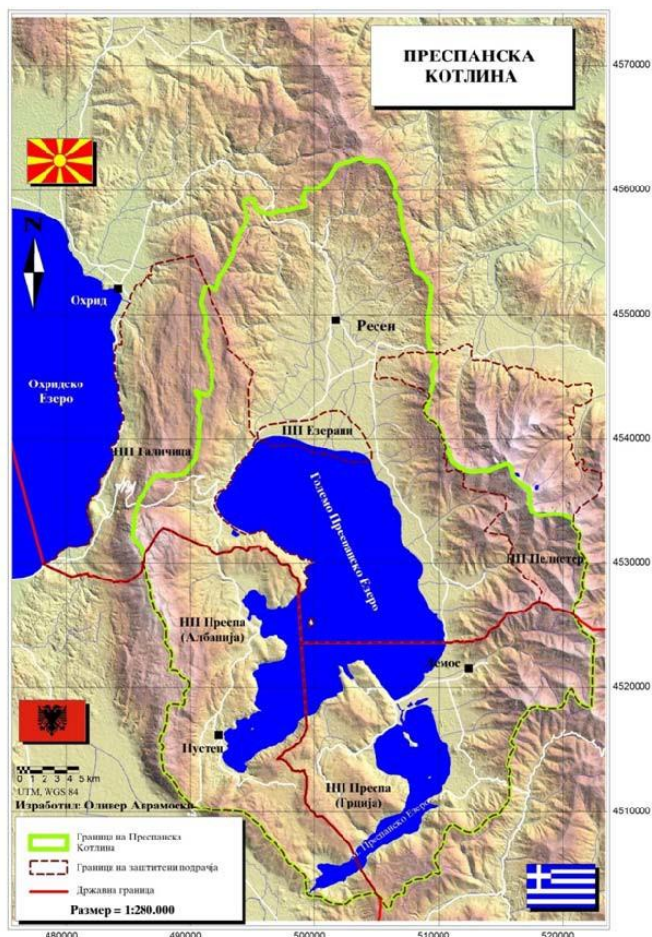 ПРЕСПАНСКА
КОТЛИНА
4570000
4560000
4550000
4540000
4530000
4520000
4510000
N
Охрид
Ресен
Охридско
Езеро
ПП Езерани
НП Галичица
Големо Преспанско Езеро
НП Пелистер
НП Преспа
(Албанија)
Пустец
НП Преспа
(Грција)
Преспанско Езеро
0 1 2 3 4 5 km
UTM, WGS 84
Изработил: Оливер Аврамоски
Граница на Преспанска
Котлина
Граница на заштитени подрачја
Државна граница
Размер = 1:280.000
480000
490000
500000
510000
520000